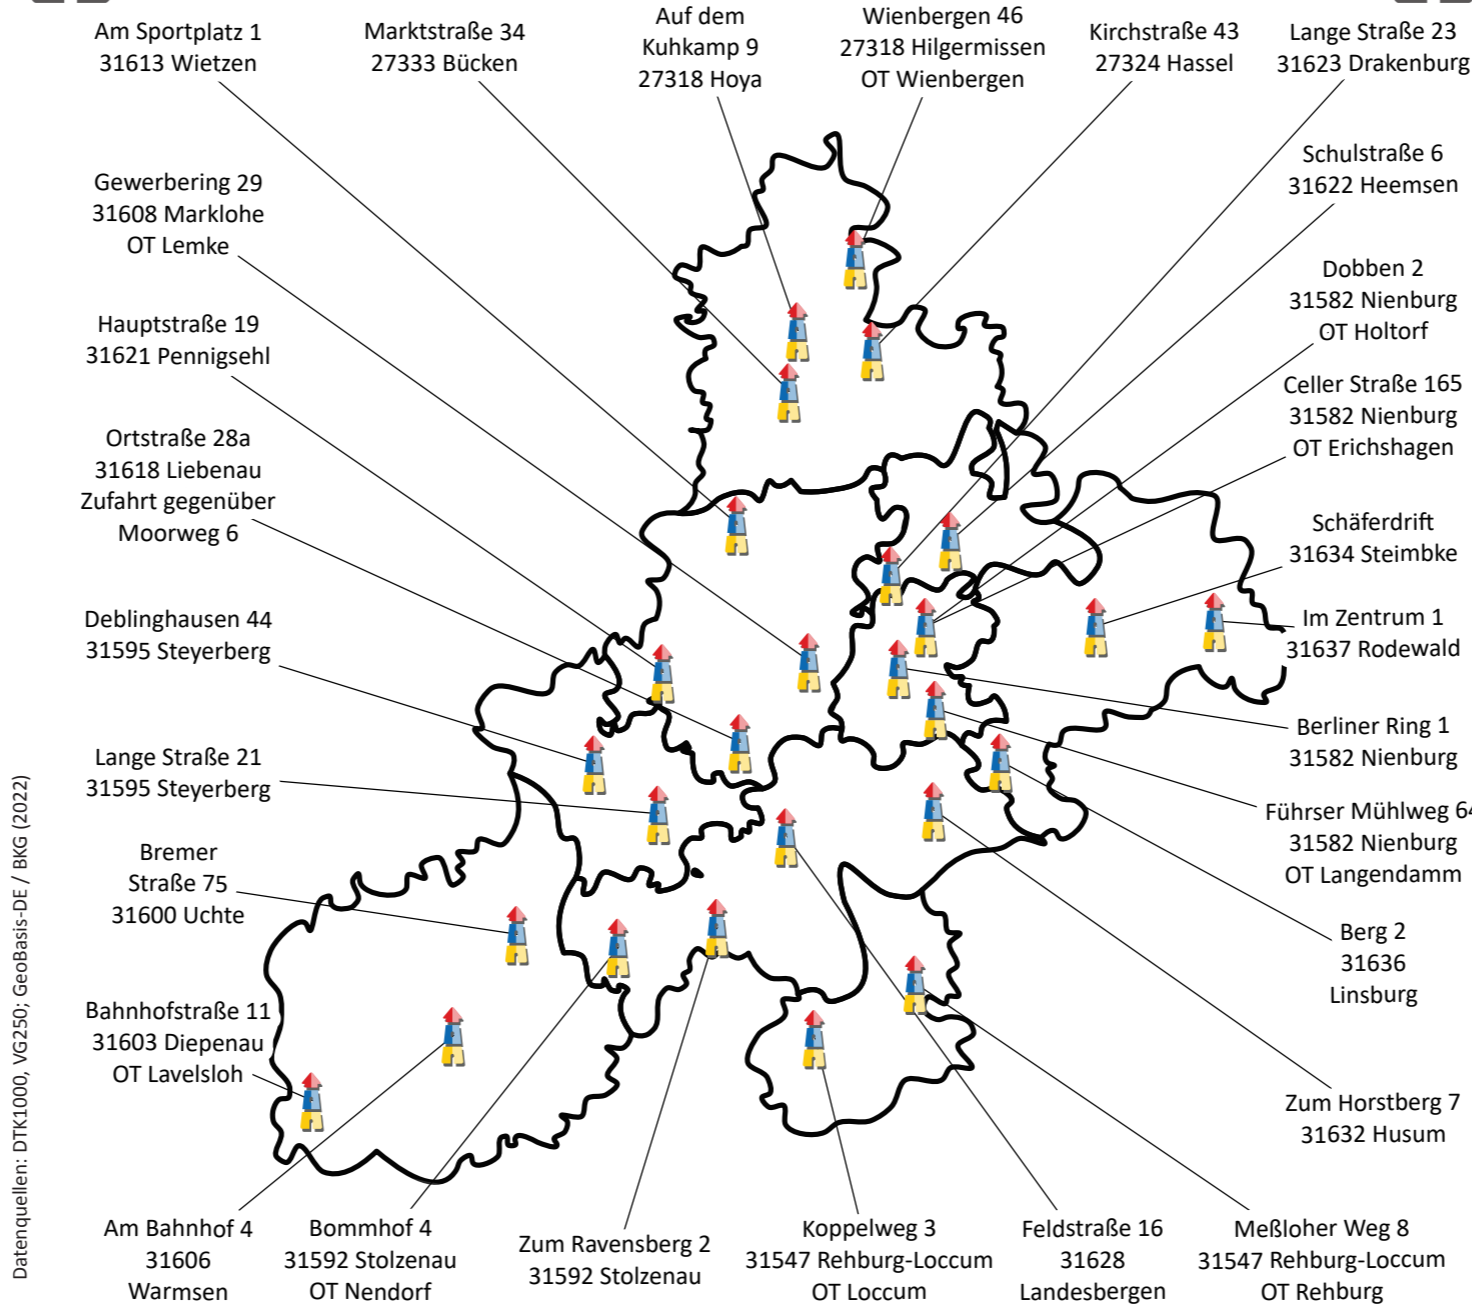 Am Sportplatz 1
31613 Wietzen
Marktstraße 34
27333 Bücken
Auf dem
Kuhkamp 9
27318 Hoya
Wienbergen 46
27318 Hilgermissen
OT Wienbergen
Kirchstraße 43
27324 Hassel
Lange Straße 23
31623 Drakenburg
Gewerbering 29
31608 Marklohe
OT Lemke
Schulstraße 6
31622 Heemsen
Hauptstraße 19
31621 Pennigsehl
Dobben 2
31582 Nienburg
OT Holtorf
Celler Straße 165
31582 Nienburg
OT Erichshagen
Ortstraße 28a
31618 Liebenau
Zufahrt gegenüber
Moorweg 6
Schäferdrift
31634 Steimbke
Deblinghausen 44
31595 Steyerberg
Im Zentrum 1
31637 Rodewald
Lange Straße 21
31595 Steyerberg
Berliner Ring 1
31582 Nienburg
Führser Mühlweg 64
31582 Nienburg
OT Langendamm
Bremer
Straße 75
31600 Uchte
Berg 2
31636
Linsburg
Bahnhofstraße 11
31603 Diepenau
OT Lavelsloh
Zum Horstberg 7
31632 Husum
Am Bahnhof 4
31606
Warmsen
Bommhof 4
31592 Stolzenau
OT Nendorf
Zum Ravensberg 2
31592 Stolzenau
Koppelweg 3
31547 Rehburg-Loccum
OT Loccum
Feldstraße 16
31628
Landesbergen
Meßloher Weg 8
31547 Rehburg-Loccum
OT Rehburg
Datenquellen: DTK1000, VG250; GeoBasis-DE / BKG (2022)